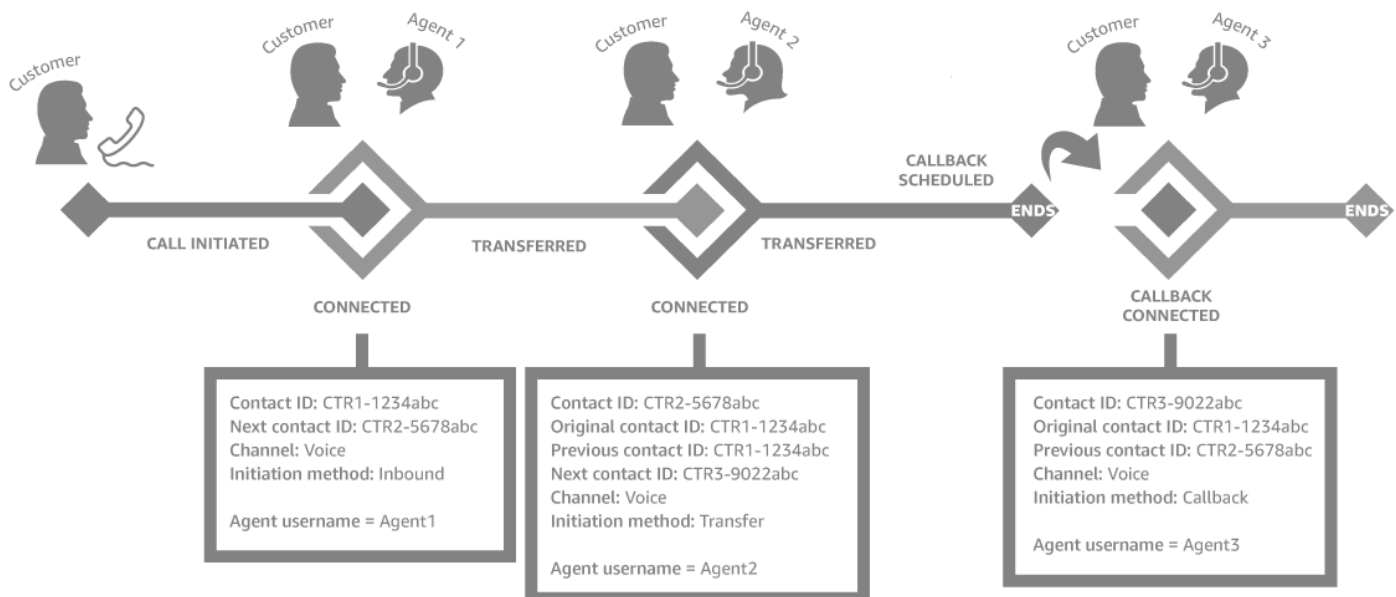 Customer
Customer
Agent 1
Customer
Agent 2
Customer
Agent 3
CALL INITIATED
TRANSFERRED
TRANSFERRED
CALLBACK
SCHEDULED
ENDS
ENDS
CONNECTED
CONNECTED
CALLBACK
CONNECTED
Contact ID: CTR1-1234abc
Next contact ID: CTR2-5678abc
Channel: Voice
Initiation method: Inbound
Agent username = Agent1
Contact ID: CTR2-5678abc
Original contact ID: CTR1-1234abc
Previous contact ID: CTR1-1234abc
Next contact ID: CTR3-9022abc
Channel: Voice
Initiation method: Transfer
Agent username = Agent2
Contact ID: CTR3-9022abc
Original contact ID: CTR1-1234abc
Previous contact ID: CTR2-5678abc
Channel: Voice
Initiation method: Callback
Agent username = Agent3